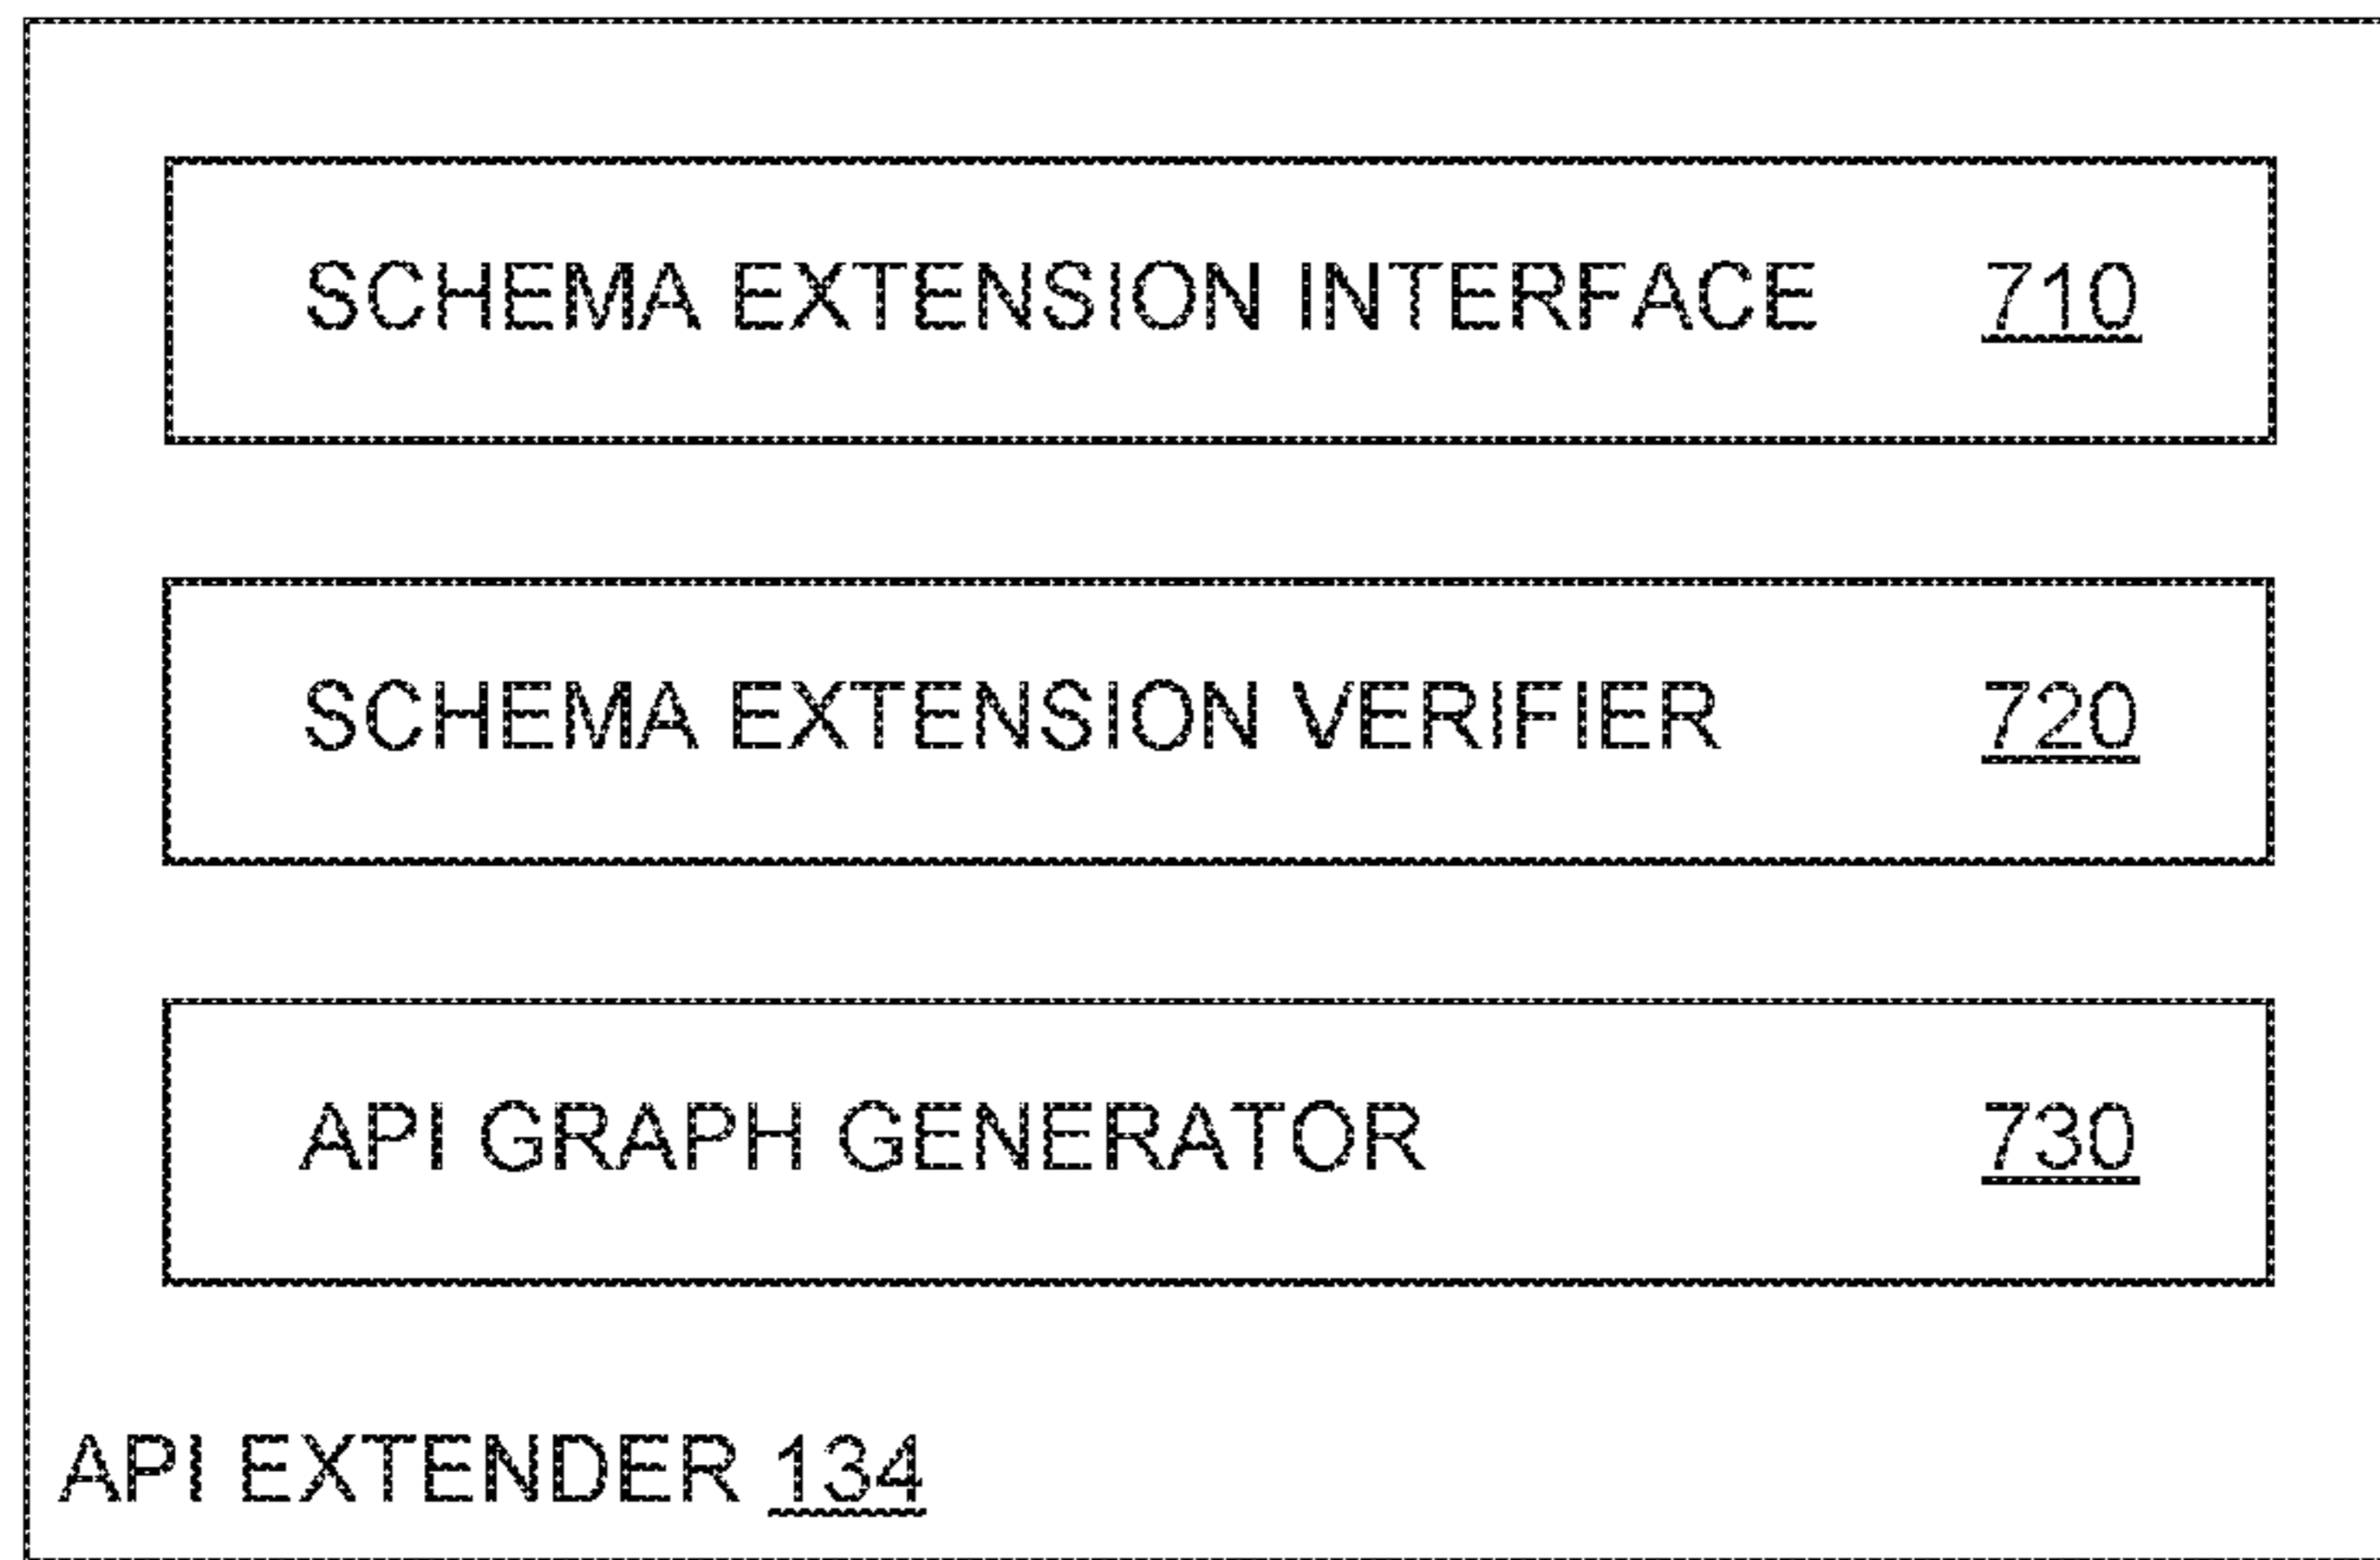 SCHEMA EXTENSION INTERFACE 710
SCHEMA EXTENSION VERIFIER 720
API GRAPH GENERATOR 730
API EXTENDER 134